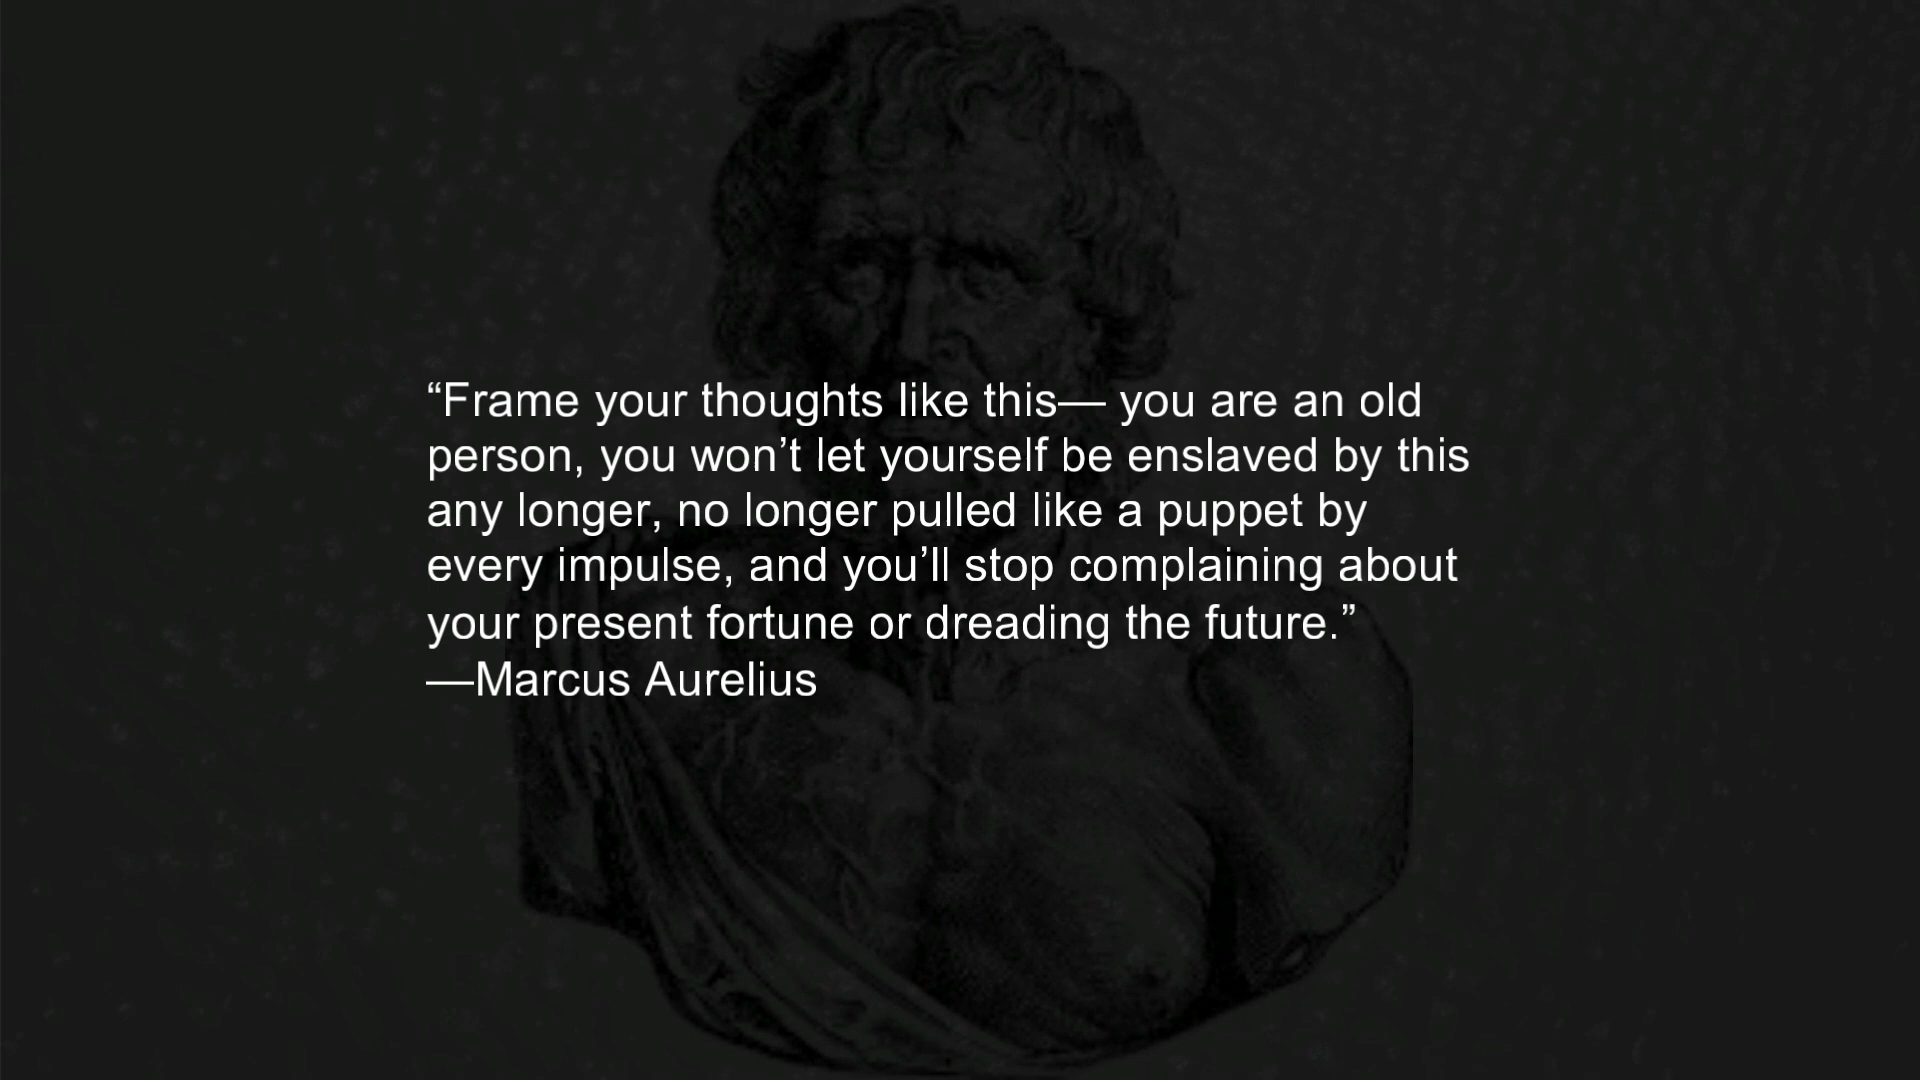 “Frame your thoughts like this— you are an old
person, you won’t let yourself be enslaved by this
any longer, no longer pulled like a puppet by
every impulse, and you’ll stop complaining about
your present fortune or dreading the future.”
—Marcus Aurelius